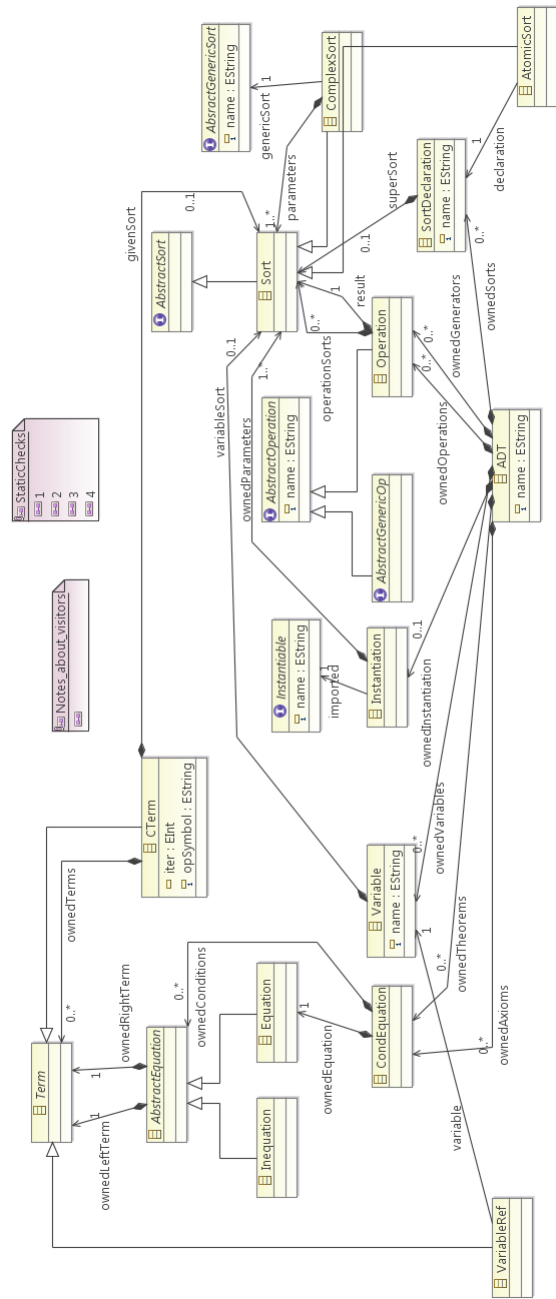 Term
ownedTerms
0..*
ownedLeftTerm
1
1
ownedRightTerm
CTerm
iter : EInt
opSymbol : EString
AbstractEquation
0..*
ownedConditions
Notes_about_visitors
StaticChecks
1
2
3
4
Inequation
Equation
1
ownedEquation
givenSort
0..1
AbstractSort
AbsractGenericSort
name : EString
genericSort
1
variableSort
0..1
Sort
1..*
parameters
ownedParameters
1..*
ComplexSort
Instantiable
name : EString
imported
1
AbstractOperation
name : EString
operationSorts
0..*
result
1
superSort
0..1
CondEquation
Variable
name : EString
Instantiation
AbstractGenericOp
Operation
SortDeclaration
name : EString
variable
1
0..*
0..*
0..*
0..1
0..*
0..*
0..*
declaration
1
ownedAxioms
ownedTheorems
ownedVariables
ownedInstantiation
ownedOperations
ownedGenerators
ownedSorts
VariableRef
ADT
name : EString
AtomicSort